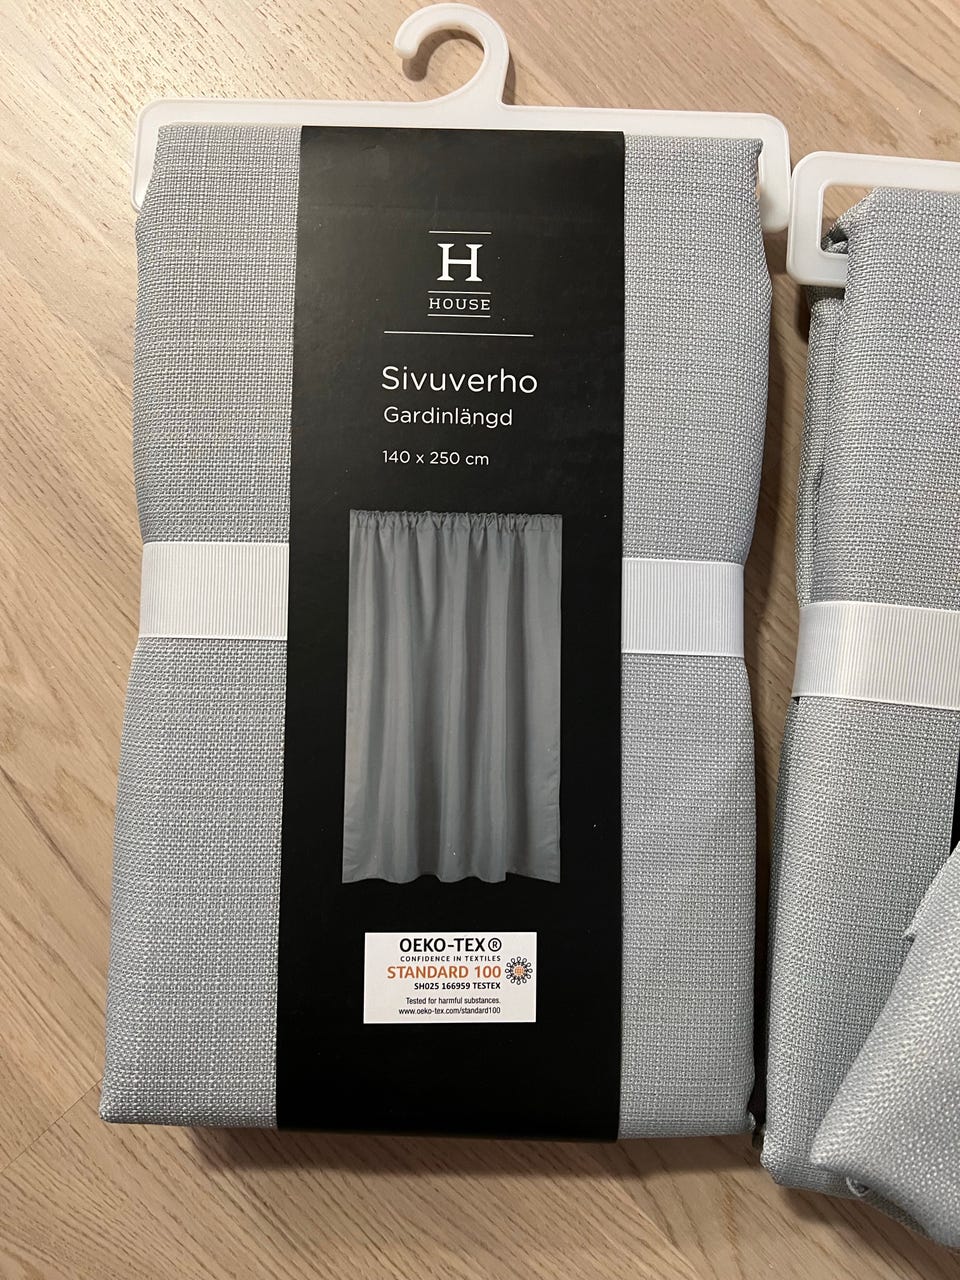 H
HOUSE
Sivuverho
Gardinlängd
140 x 250 cm
OEKO-TEX®
CONFIDENCE IN TEXTILES
STANDARD 100
SH025 166959 TESTEX
Tested for harmful substances.
www.oeko-tex.com/standard100